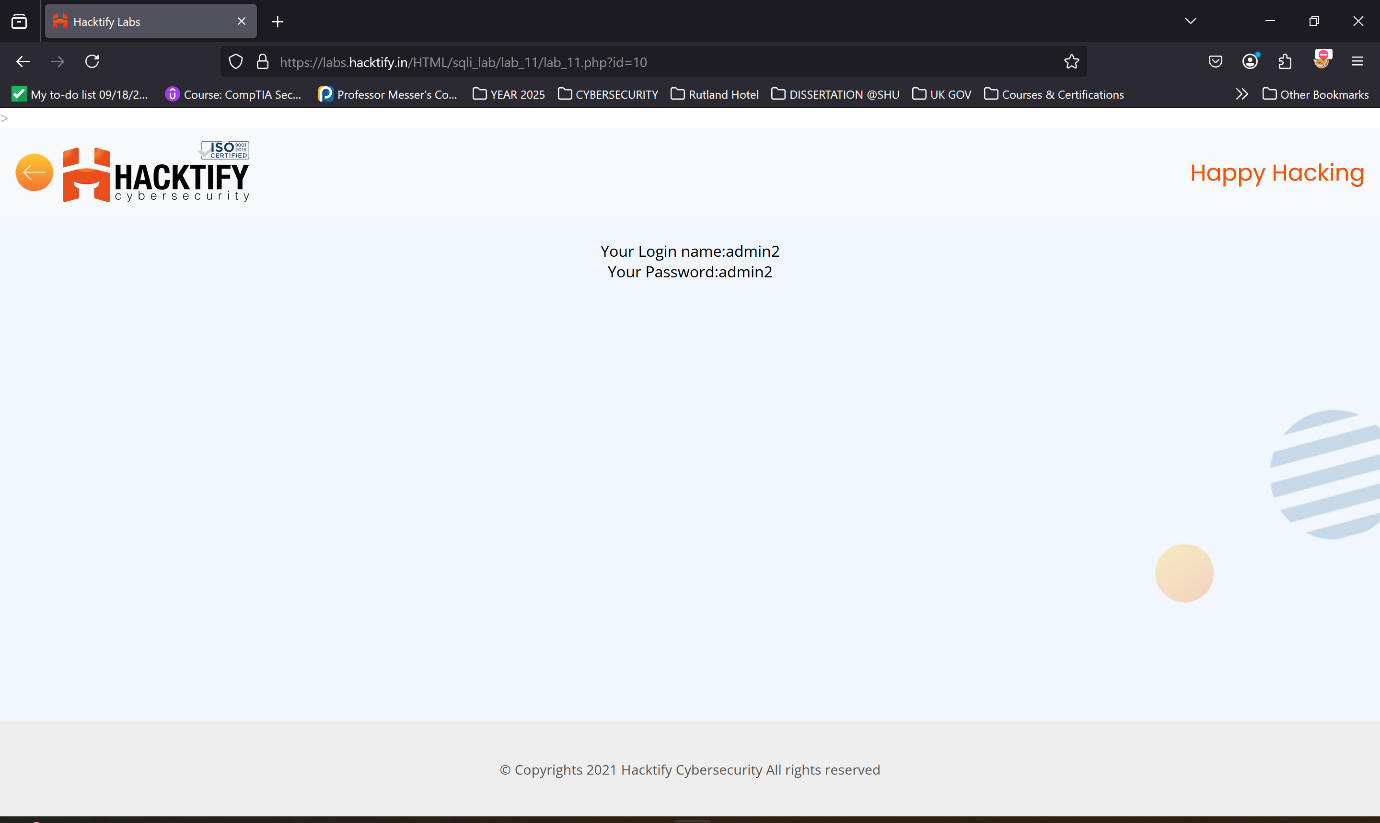 Hacktify Labs
https://labs.hacktify.in/HTML/sqli_lab/lab_11/lab_11.php?id=10
My to-do list 09/18/2... Course: CompTIA Sec... Professor Messer's Co... YEAR 2025 CYBERSECURITY Rutland Hotel DISSERTATION @SHU UK GOV Courses & Certifications Other Bookmarks
>
ISO 9001 2015
CERTIFIED
HACKTIFY
cybersecurity
Happy Hacking
Your Login name:admin2
Your Password:admin2
© Copyrights 2021 Hacktify Cybersecurity All rights reserved